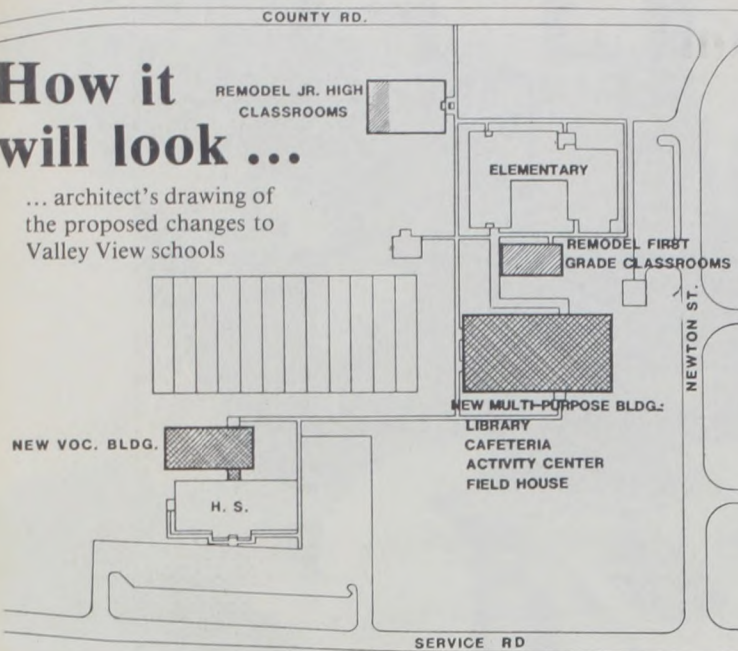 COUNTY RD.
How it
will look ...
... architect's drawing of
the proposed changes to
Valley View schools
REMODEL JR. HIGH
CLASSROOMS
ELEMENTARY
REMODEL FIRST
GRADE CLASSROOMS
NEWTON ST.
NEW MULTI-PURPOSE BLDG.:
LIBRARY
CAFETERIA
ACTIVITY CENTER
FIELD HOUSE
NEW VOC. BLDG.
H. S.
SERVICE RD